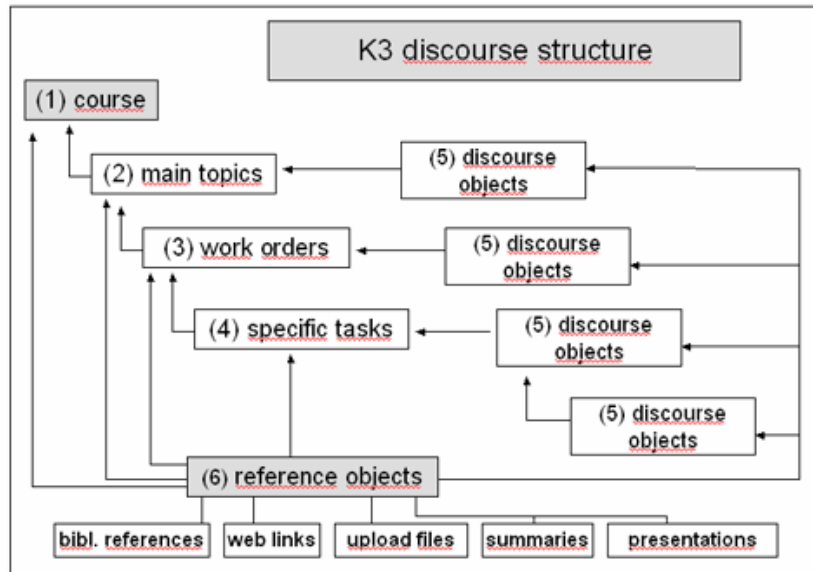 K3 discourse structure
(1) course
(2) main topics
(5) discourse
objects
(3) work orders
(5) discourse
objects
(4) specific tasks
(5) discourse
objects
(5) discourse
objects
(6) reference objects
bibl. references
web links
upload files
summaries
presentations